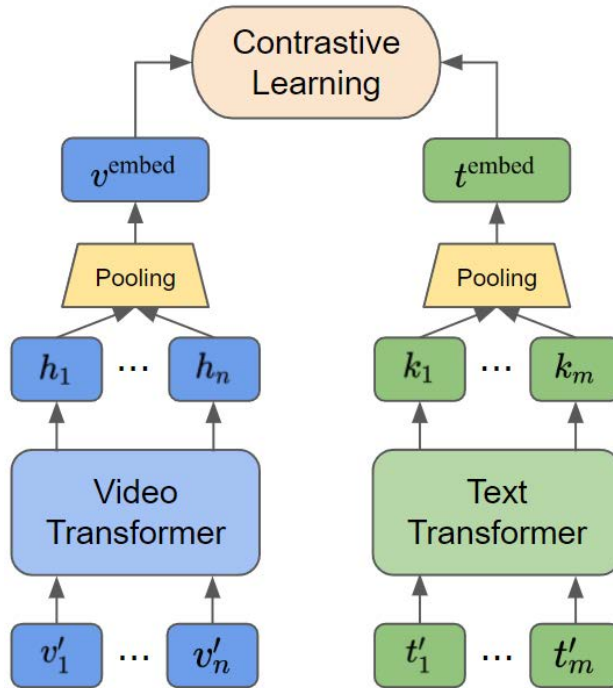 Contrastive
Learning
v^embed
t^embed
Pooling
Pooling
h_1 ... h_n
k_1 ... k_m
Video
Transformer
Text
Transformer
v'_1 ... v'_n
t'_1 ... t'_m